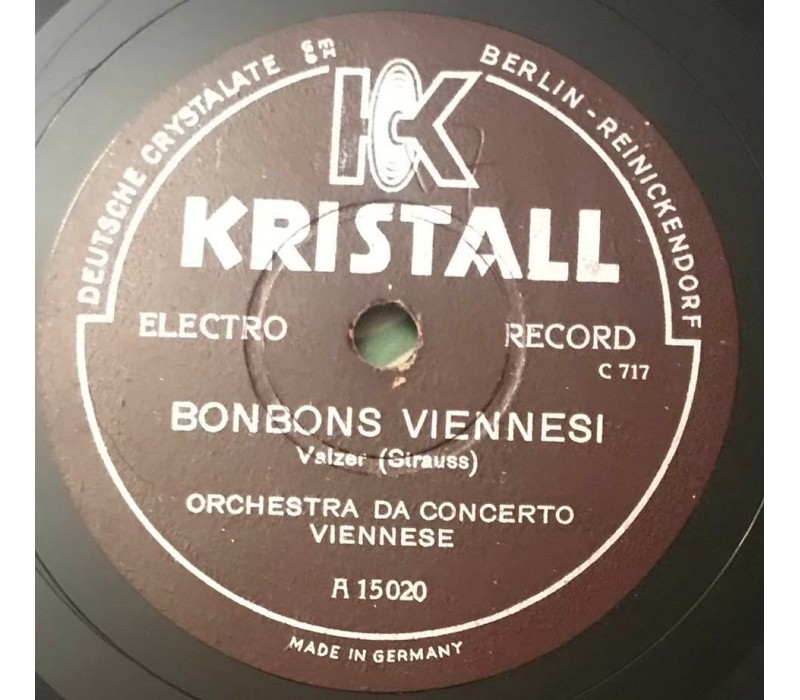 DEUTSCHE CRYSTALATE GMBH
BERLIN-REINICKENDORF
KRISTALL
ELECTRO RECORD
C 717
BONBONS VIENNESI
Valzer (Strauss)
ORCHESTRA DA CONCERTO
VIENNESE
A 15020
MADE IN GERMANY